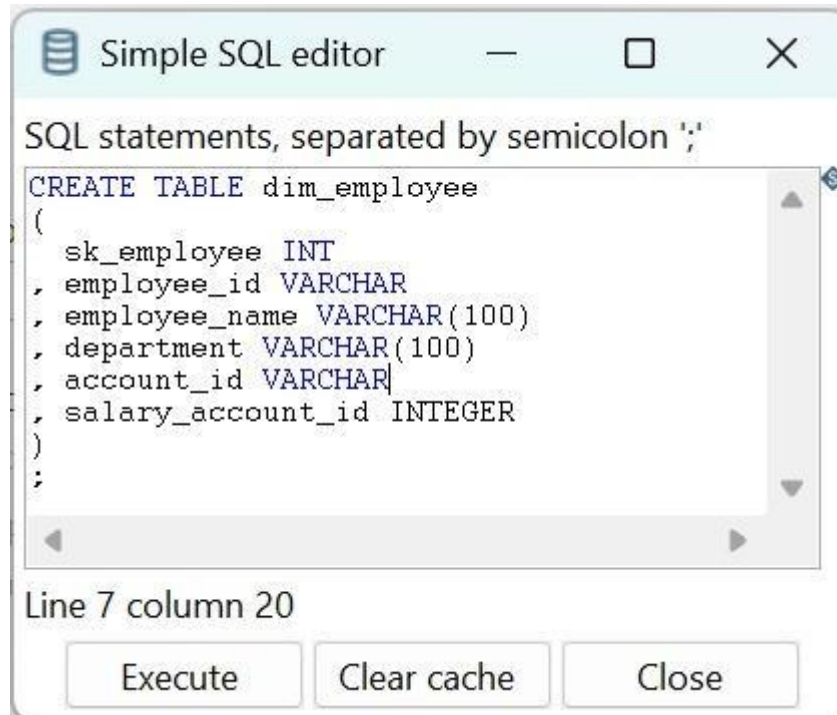 Simple SQL editor
SQL statements, separated by semicolon ';'
CREATE TABLE dim_employee
(
  sk_employee INT
, employee_id VARCHAR
, employee_name VARCHAR(100)
, department VARCHAR(100)
, account_id VARCHAR
, salary_account_id INTEGER
)
;
Line 7 column 20
Execute Clear cache Close